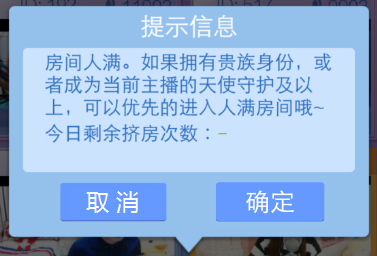 提示信息
房间人满。如果拥有贵族身份，或
者成为当前主播的天使守护及以
上，可以优先的进入人满房间哦~
今日剩余挤房次数：-
取消
确定